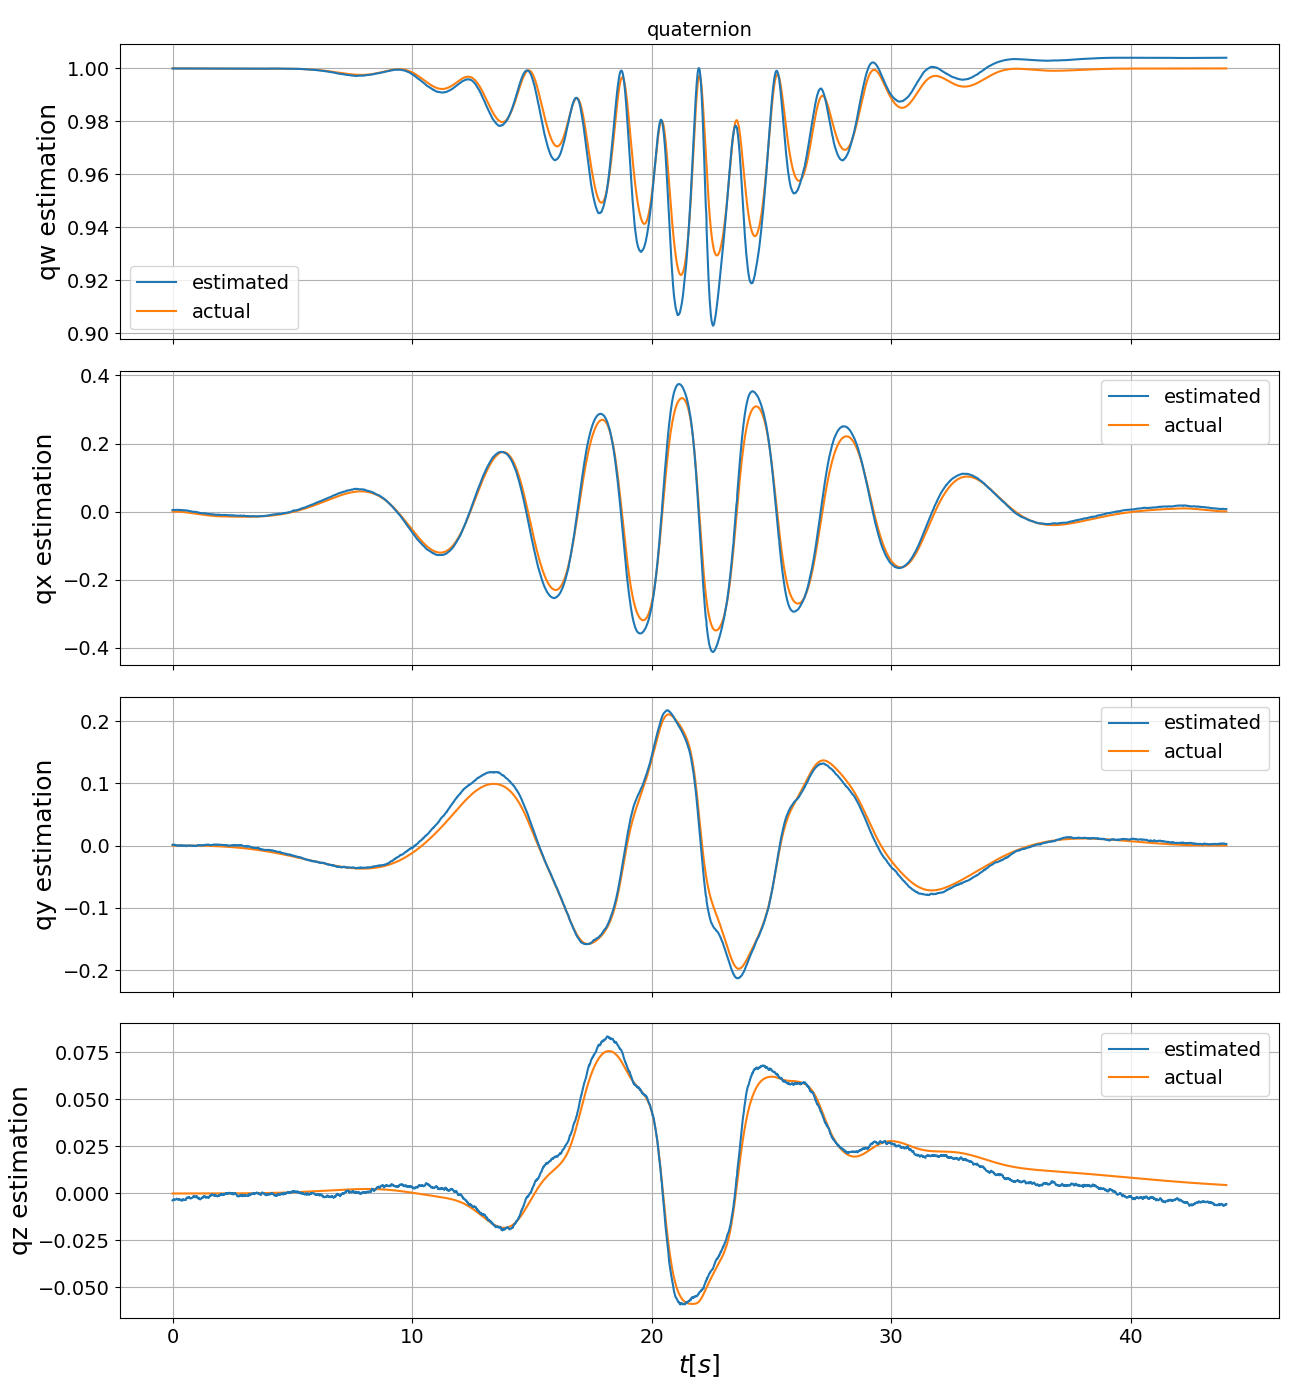 quaternion
qw estimation
1.00
0.98
0.96
0.94
0.92
0.90
estimated
actual
qx estimation
0.4
0.2
0.0
−0.2
−0.4
estimated
actual
qy estimation
0.2
0.1
0.0
−0.1
−0.2
estimated
actual
qz estimation
0.075
0.050
0.025
0.000
−0.025
−0.050
estimated
actual
0 10 20 30 40
t[s]